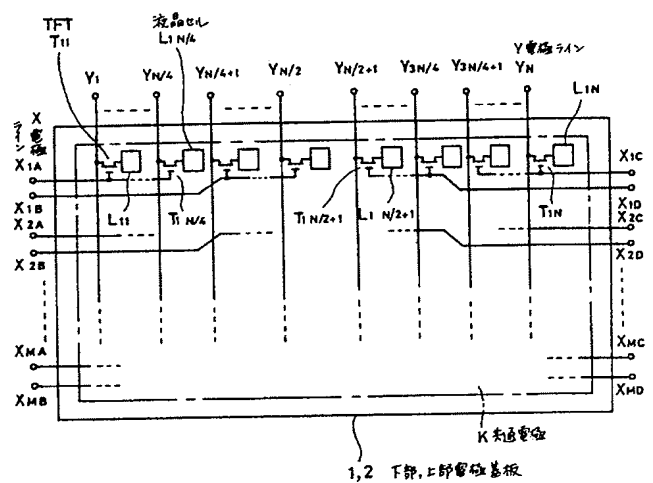 TFT
T11
液晶セル
L1 N/4
Y電極ライン
Y1
YN/4
YN/4+1
YN/2
YN/2+1
Y3N/4
Y3N/4+1
YN
L1N
X電極ライン
X1A
X1B
X2A
X2B
XMA
XMB
L11
T1 N/4
T1 N/2+1
L1 N/2+1
T1N
X1C
X1D
X2C
X2D
XMC
XMD
K 共通電極
1,2 下部,上部電極基板